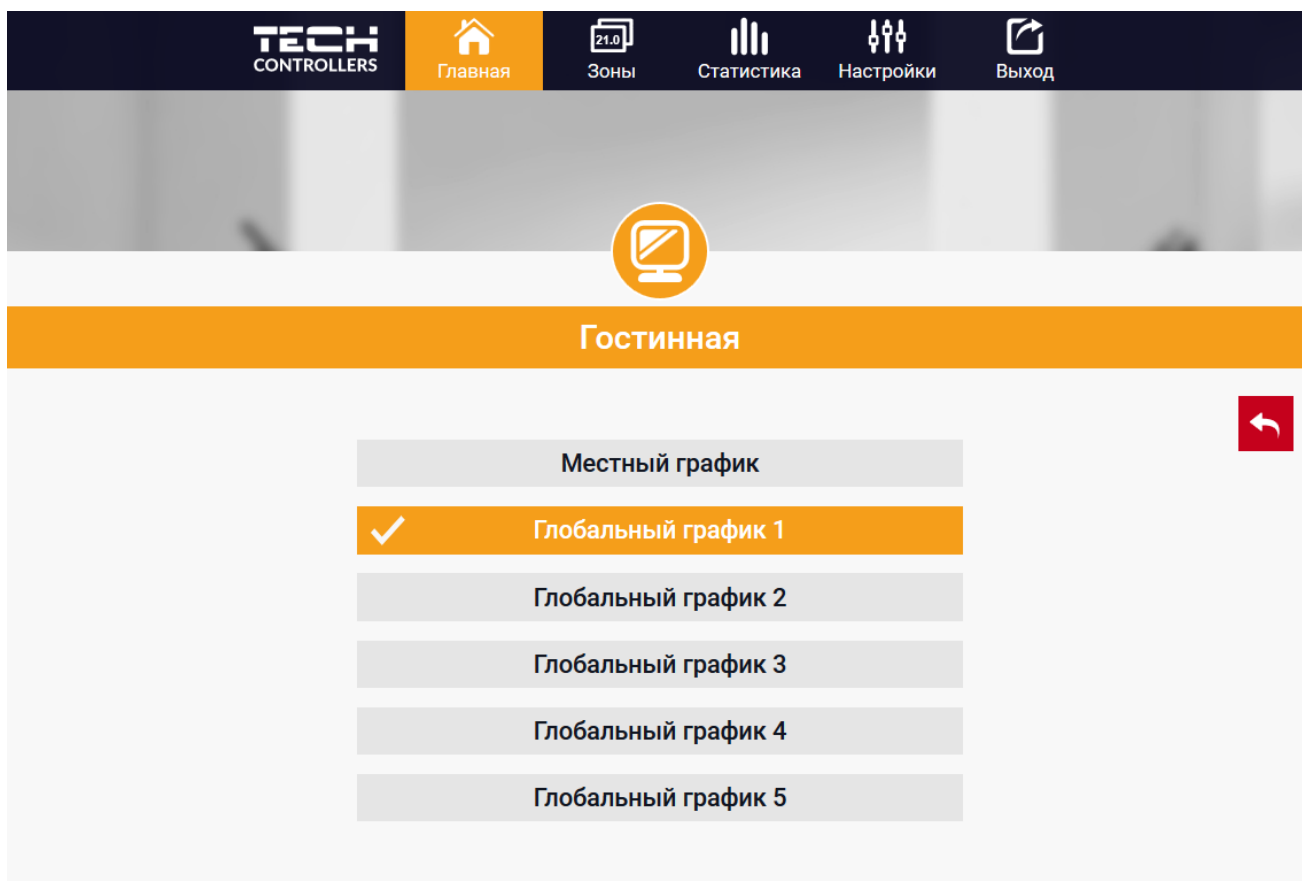 TECH
CONTROLLERS
Главная
21.0
Зоны
Статистика
Настройки
Выход
Гостинная
Местный график
Глобальный график 1
Глобальный график 2
Глобальный график 3
Глобальный график 4
Глобальный график 5